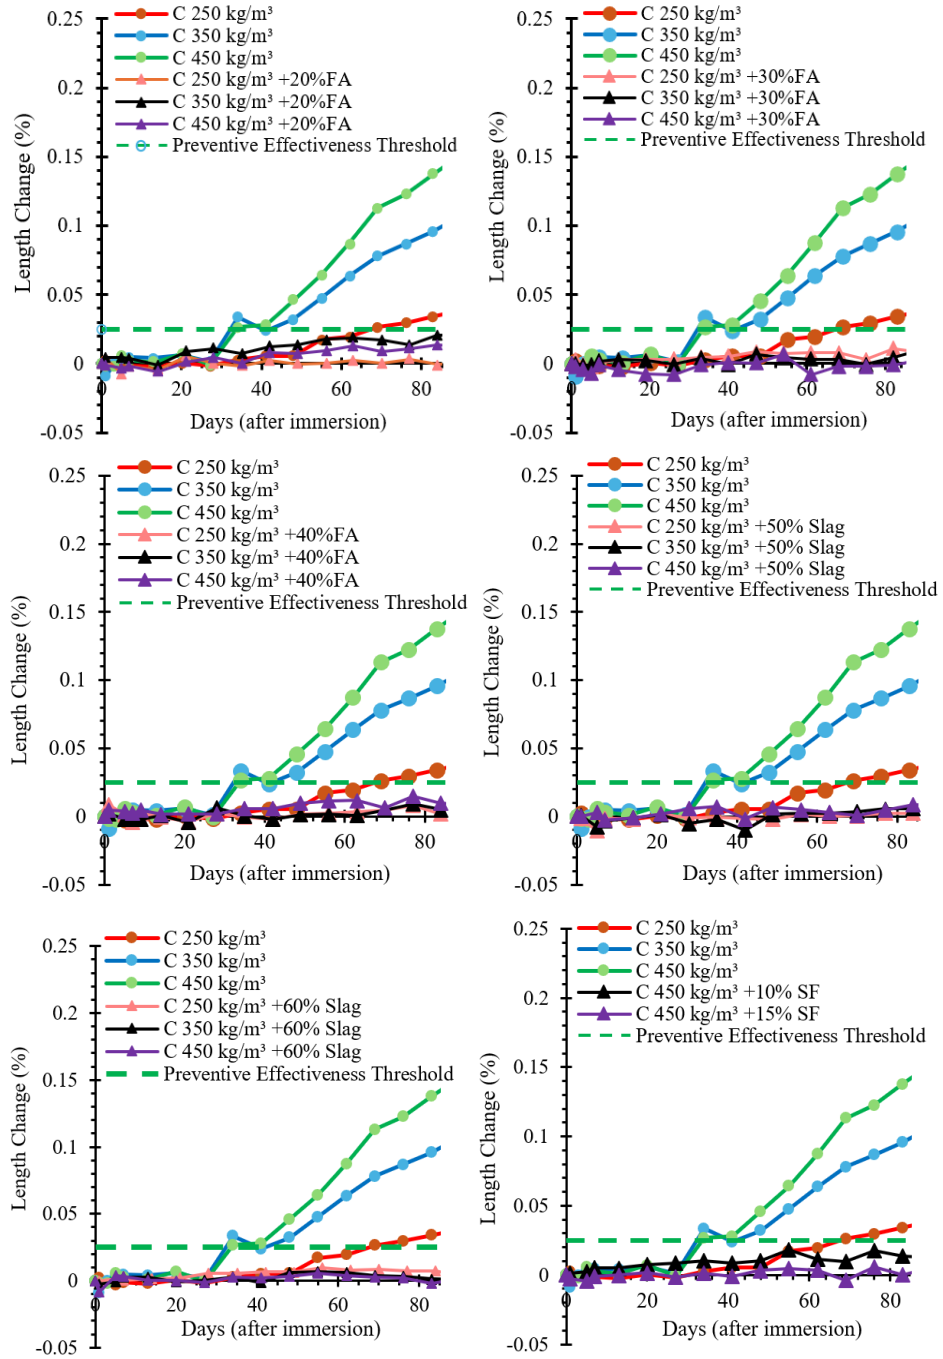 0.25
0.2
0.15
0.1
0.05
0
-0.05
Length Change (%)
C 250 kg/m³
C 350 kg/m³
C 450 kg/m³
C 250 kg/m³ +20%FA
C 350 kg/m³ +20%FA
C 450 kg/m³ +20%FA
Preventive Effectiveness Threshold
0 20 40 60 80
Days (after immersion)
0.25
0.2
0.15
0.1
0.05
0
-0.05
Length Change (%)
C 250 kg/m³
C 350 kg/m³
C 450 kg/m³
C 250 kg/m³ +30%FA
C 350 kg/m³ +30%FA
C 450 kg/m³ +30%FA
Preventive Effectiveness Threshold
0 20 40 60 80
Days (after immersion)
0.25
0.2
0.15
0.1
0.05
0
-0.05
Length Change (%)
C 250 kg/m³
C 350 kg/m³
C 450 kg/m³
C 250 kg/m³ +40%FA
C 350 kg/m³ +40%FA
C 450 kg/m³ +40%FA
Preventive Effectiveness Threshold
0 20 40 60 80
Days (after immersion)
0.25
0.2
0.15
0.1
0.05
0
-0.05
Length Change (%)
C 250 kg/m³
C 350 kg/m³
C 450 kg/m³
C 250 kg/m³ +50% Slag
C 350 kg/m³ +50% Slag
C 450 kg/m³ +50% Slag
Preventive Effectiveness Threshold
0 20 40 60 80
Days (after immersion)
0.25
0.2
0.15
0.1
0.05
0
-0.05
Length Change (%)
C 250 kg/m³
C 350 kg/m³
C 450 kg/m³
C 250 kg/m³ +60% Slag
C 350 kg/m³ +60% Slag
C 450 kg/m³ +60% Slag
Preventive Effectiveness Threshold
0 20 40 60 80
Days (after immersion)
0.25
0.2
0.15
0.1
0.05
0
-0.05
Length Change (%)
C 250 kg/m³
C 350 kg/m³
C 450 kg/m³
C 450 kg/m³ +10% SF
C 450 kg/m³ +15% SF
Preventive Effectiveness Threshold
0 20 40 60 80
Days (after immersion)